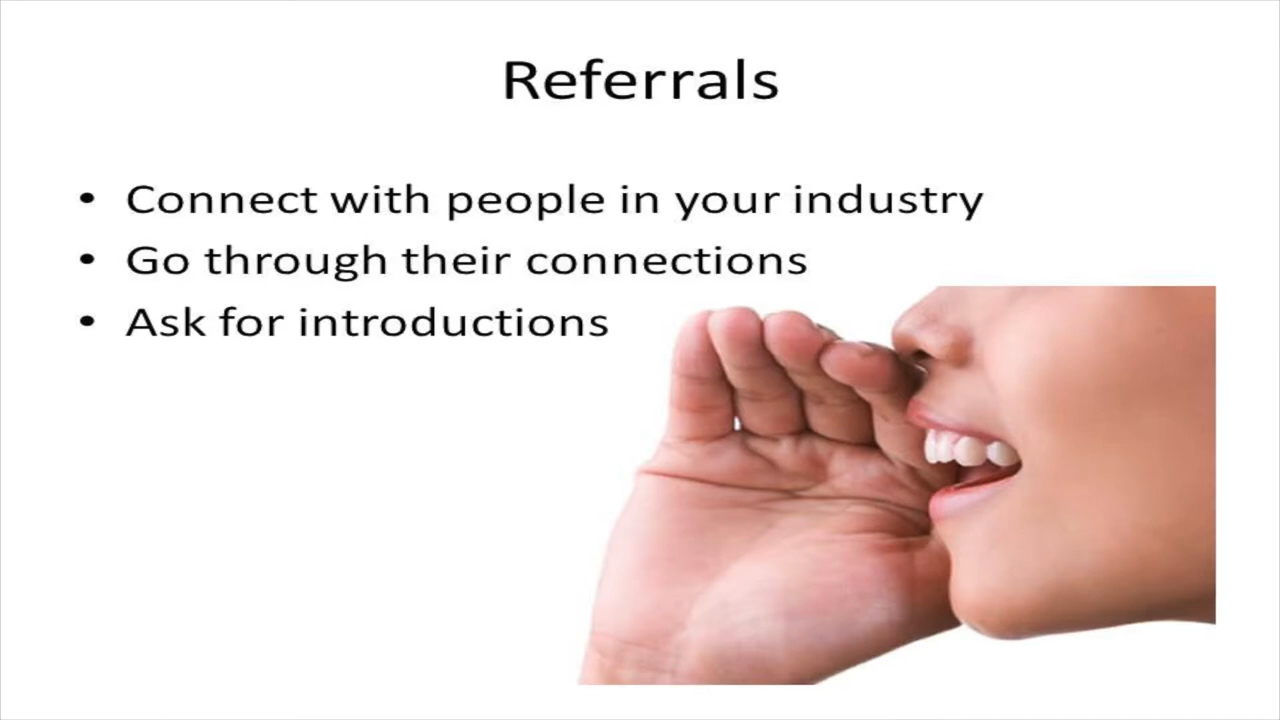 Referrals
• Connect with people in your industry
• Go through their connections
• Ask for introductions